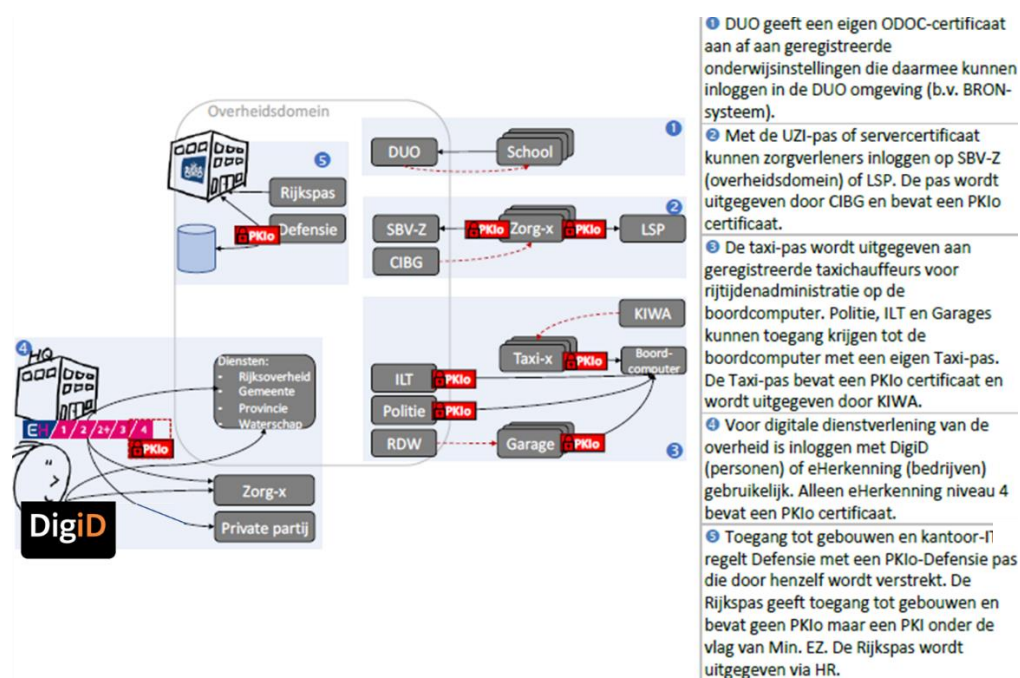 Overheidsdomein
5
Rijkspas
Defensie
PKIo
1
DUO
School
2
SBV-Z
PKIo
Zorg-x
PKIo
LSP
CIBG
KIWA
Taxi-x
PKIo
Board-
computer
ILT
PKIo
Politie
PKIo
RDW
Garage
PKIo
3
4
HQ
Diensten:
- Rijksoverheid
- Gemeente
- Provincie
- Waterschap
EH 1 / 2 / 2+ / 3 / 4
PKIo
Zorg-x
Private partij
DigiD
❶ DUO geeft een eigen ODOC-certificaat
aan af aan geregistreerde
onderwijsinstellingen die daarmee kunnen
inloggen in de DUO omgeving (b.v. BRON-
systeem).
❷ Met de UZI-pas of servercertificaat
kunnen zorgverleners inloggen op SBV-Z
(overheidsdomein) of LSP. De pas wordt
uitgegeven door CIBG en bevat een PKIo
certificaat.
❸ De taxi-pas wordt uitgegeven aan
geregistreerde taxichauffeurs voor
rijtijdenadministratie op de
boordcomputer. Politie, ILT en Garages
kunnen toegang krijgen tot de
boordcomputer met een eigen Taxi-pas.
De Taxi-pas bevat een PKIo certificaat en
wordt uitgegeven door KIWA.
❹ Voor digitale dienstverlening van de
overheid is inloggen met DigiD
(personen) of eHerkenning (bedrijven)
gebruikelijk. Alleen eHerkenning niveau 4
bevat een PKIo certificaat.
❺ Toegang tot gebouwen en kantoor-IT
regelt Defensie met een PKIo-Defensie pas
die door henzelf wordt verstrekt. De
Rijkspas geeft toegang tot gebouwen en
bevat geen PKIo maar een PKI onder de
vlag van Min. EZ. De Rijkspas wordt
uitgegeven via HR.